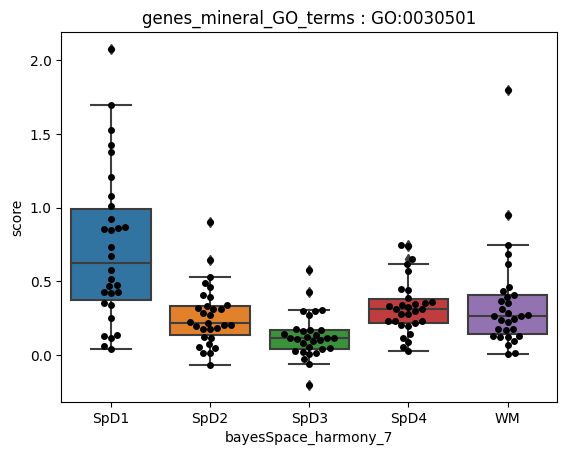 genes_mineral_GO_terms : GO:0030501
2.0
1.5
1.0
0.5
0.0
score
SpD1 SpD2 SpD3 SpD4 WM
bayesSpace_harmony_7